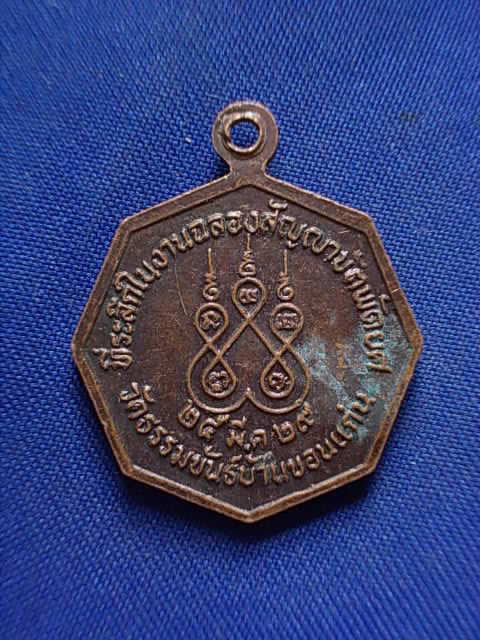 ที่ระลึกในงานฉลองสัญญาบัตพัดยศ
๒๕ มี.ค ๒๙
วัดธรรมขันธ์บ้านขอนแก่น